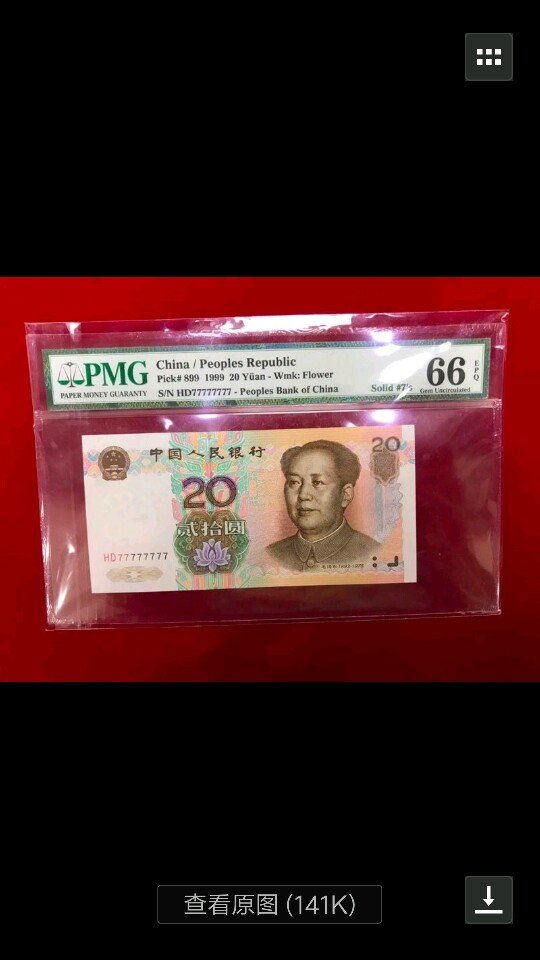 PMG
PAPER MONEY GUARANTY
China / Peoples Republic
Pick# 899 1999 20 Yüan - Wmk: Flower
S/N HD77777777 - Peoples Bank of China
Solid #7's
66
EPQ
Gem Uncirculated
中国人民银行
20
20
贰拾圆
HD77777777
查看原图 (141K)